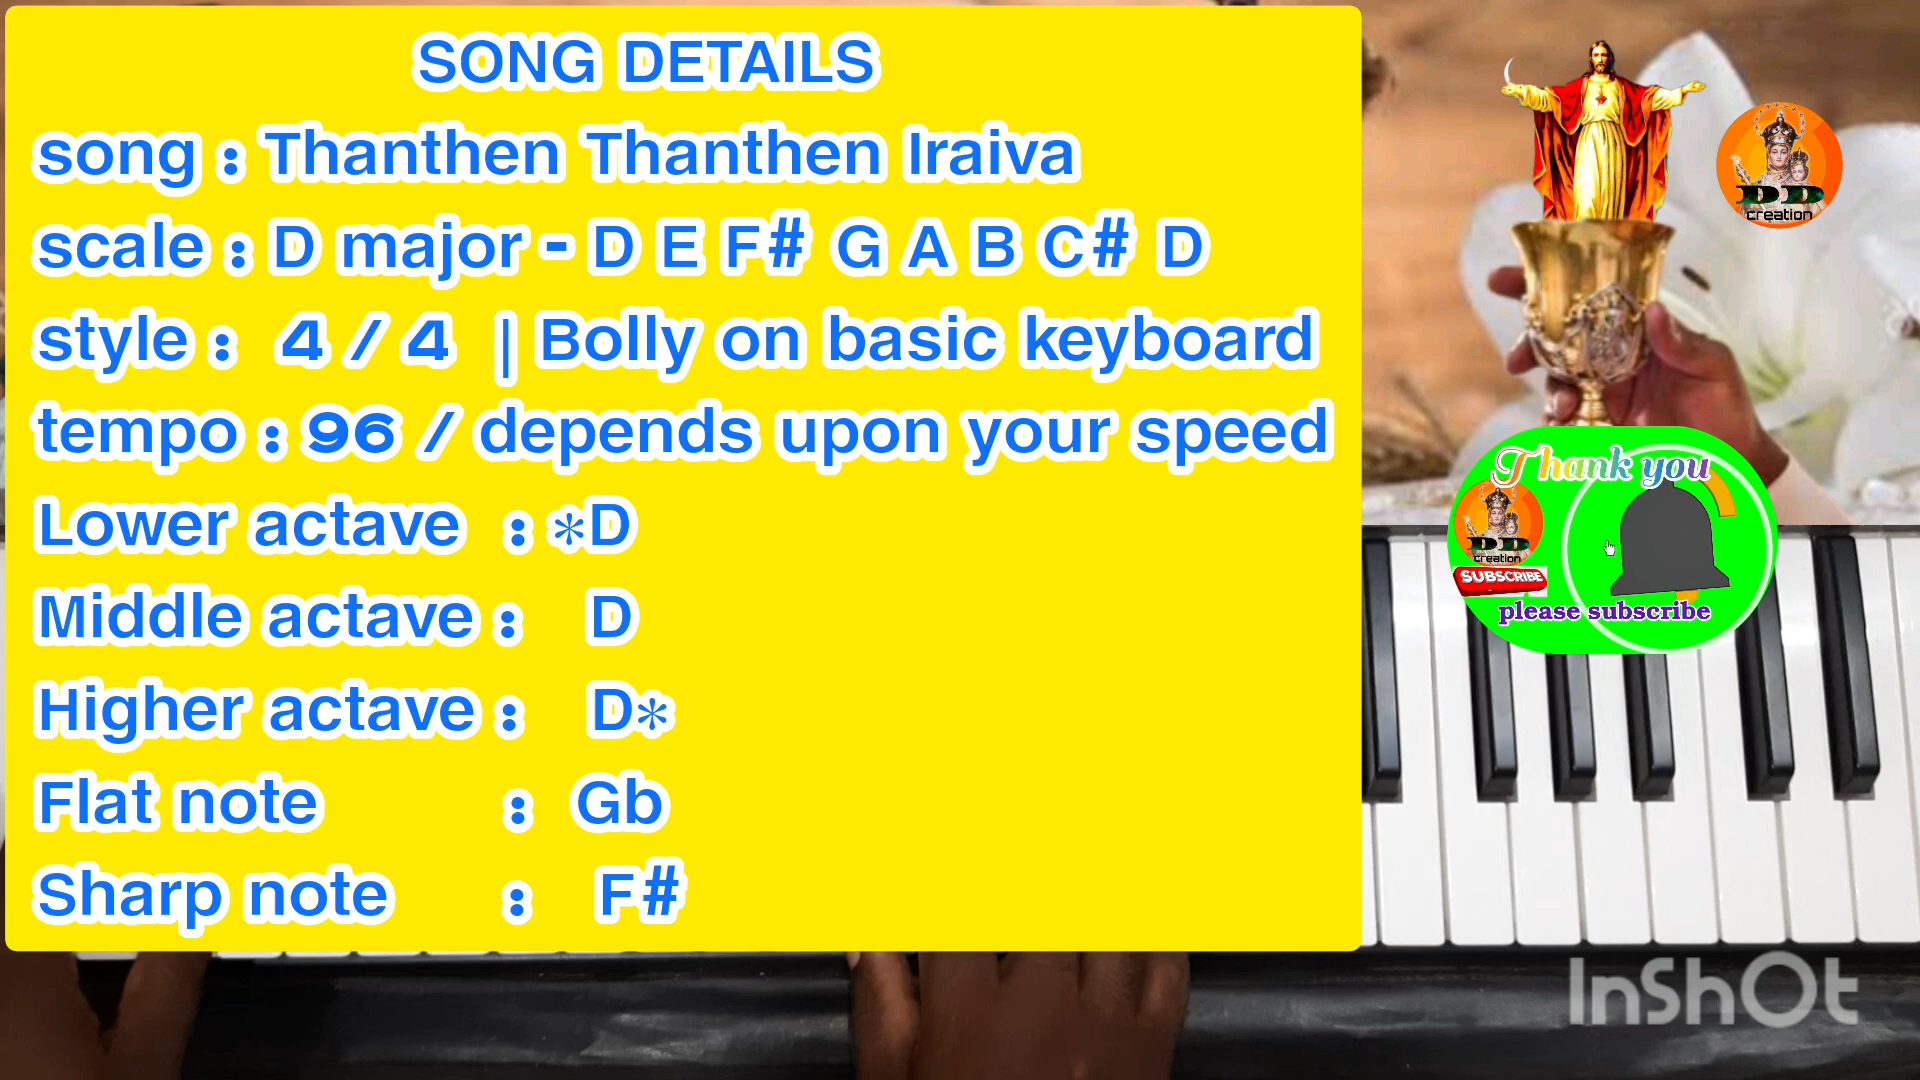 SONG DETAILS
song : Thanthen Thanthen Iraiva
scale : D major - D E F# G A B C# D
style : 4 / 4 | Bolly on basic keyboard
tempo : 96 / depends upon your speed
Lower actave : *D
Middle actave : D
Higher actave : D*
Flat note : Gb
Sharp note : F#
DD
creation
Thank you
DD
creation
SUBSCRIBE
please subscribe
InShOt